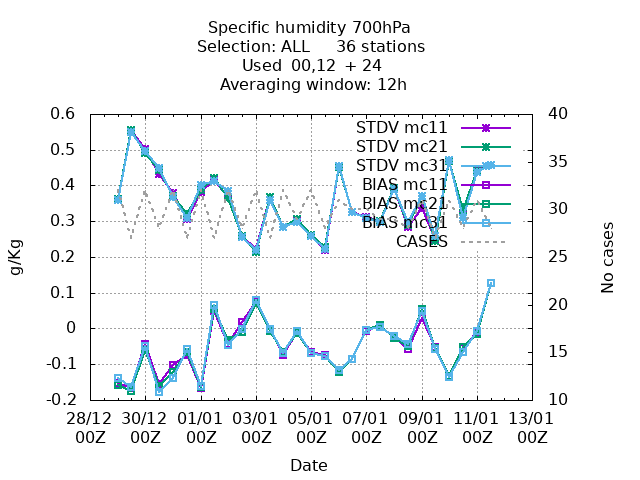 Specific humidity 700hPa
Selection: ALL 36 stations
Used 00,12 + 24
Averaging window: 12h
0.6
0.5
0.4
0.3
0.2
0.1
0
-0.1
-0.2
g/Kg
40
35
30
25
20
15
10
No cases
STDV mc11
STDV mc21
STDV mc31
BIAS mc11
BIAS mc21
BIAS mc31
CASES
28/12 30/12 01/01 03/01 05/01 07/01 09/01 11/01 13/01
00Z 00Z 00Z 00Z 00Z 00Z 00Z 00Z 00Z
Date